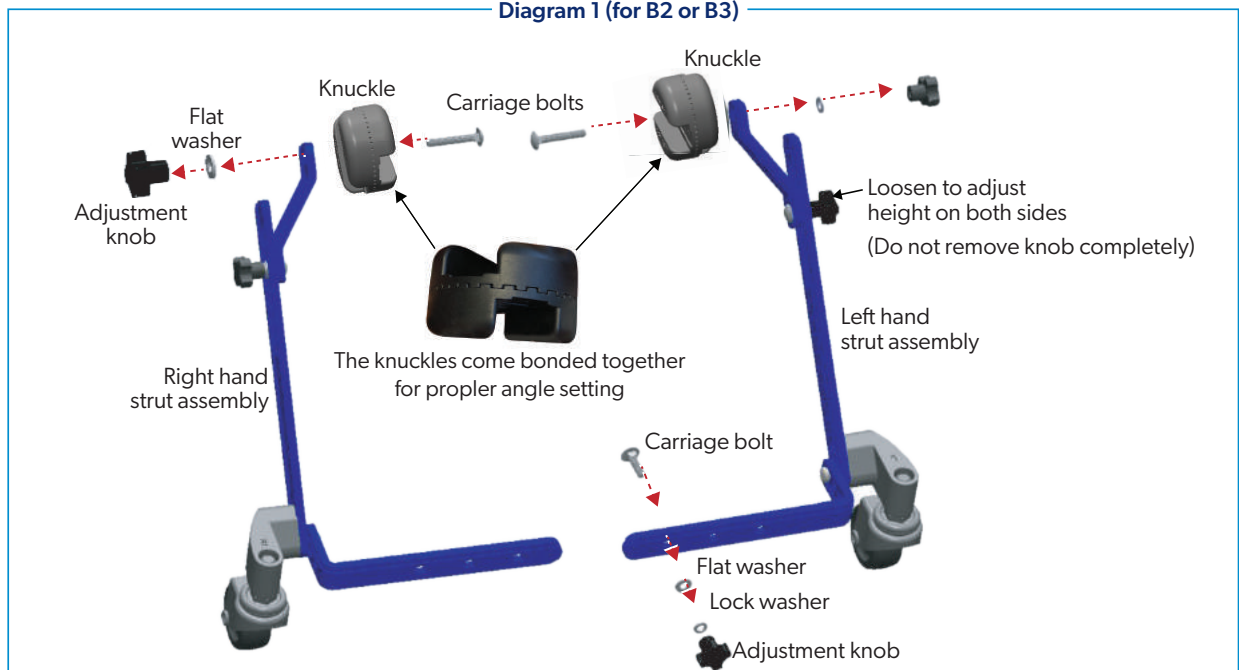 Diagram 1 (for B2 or B3)
Knuckle
Knuckle
Carriage bolts
Flat
washer
Adjustment
knob
Loosen to adjust
height on both sides
(Do not remove knob completely)
Left hand
strut assembly
The knuckles come bonded together
for propler angle setting
Right hand
strut assembly
Carriage bolt
Flat washer
Lock washer
Adjustment knob